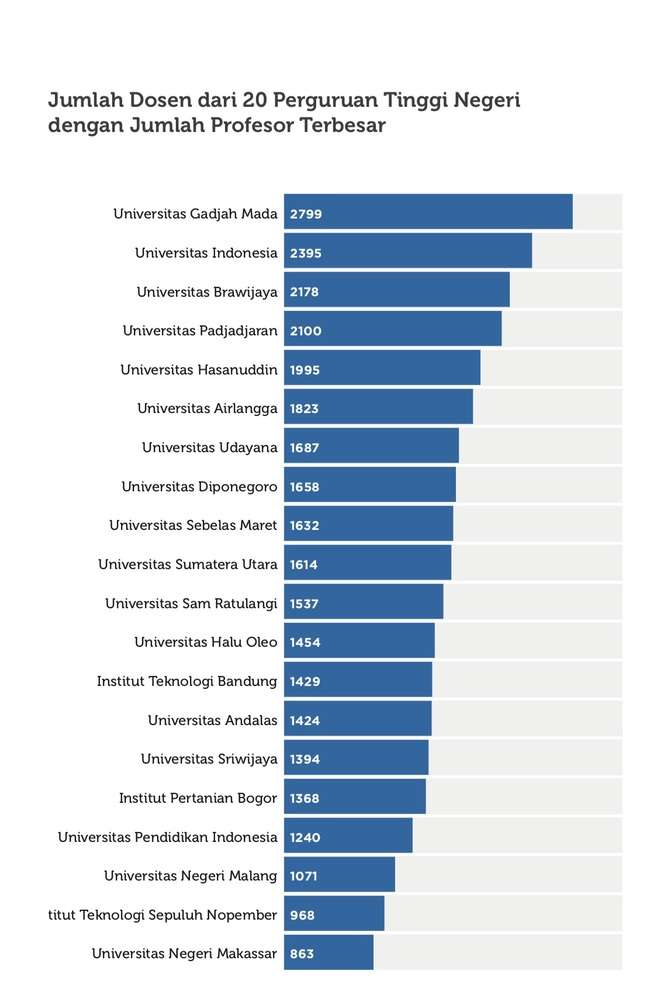 Jumlah Dosen dari 20 Perguruan Tinggi Negeri
dengan Jumlah Profesor Terbesar
Universitas Gadjah Mada 2799
Universitas Indonesia 2395
Universitas Brawijaya 2178
Universitas Padjadjaran 2100
Universitas Hasanuddin 1995
Universitas Airlangga 1823
Universitas Udayana 1687
Universitas Diponegoro 1658
Universitas Sebelas Maret 1632
Universitas Sumatera Utara 1614
Universitas Sam Ratulangi 1537
Universitas Halu Oleo 1454
Institut Teknologi Bandung 1429
Universitas Andalas 1424
Universitas Sriwijaya 1394
Institut Pertanian Bogor 1368
Universitas Pendidikan Indonesia 1240
Universitas Negeri Malang 1071
titut Teknologi Sepuluh Nopember 968
Universitas Negeri Makassar 863